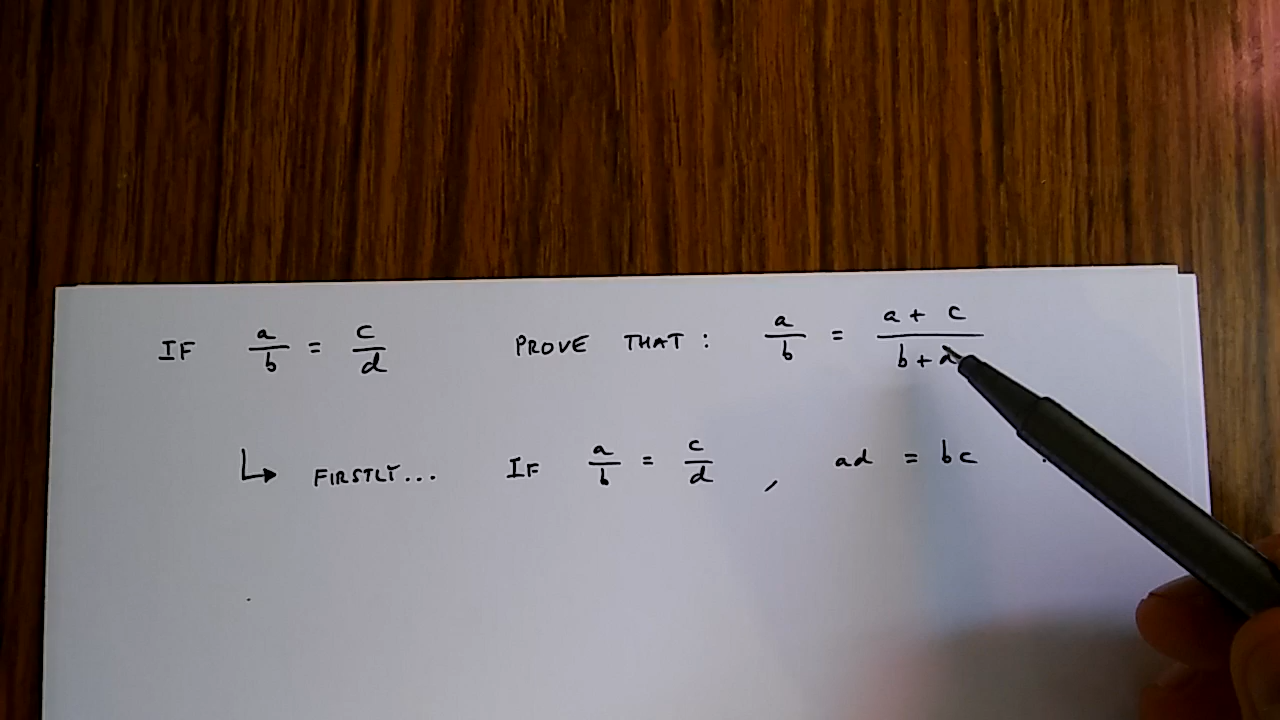 IF a/b = c/d PROVE THAT : a/b = a + c / b + d
↳ FIRSTLY... IF a/b = c/d , ad = bc .